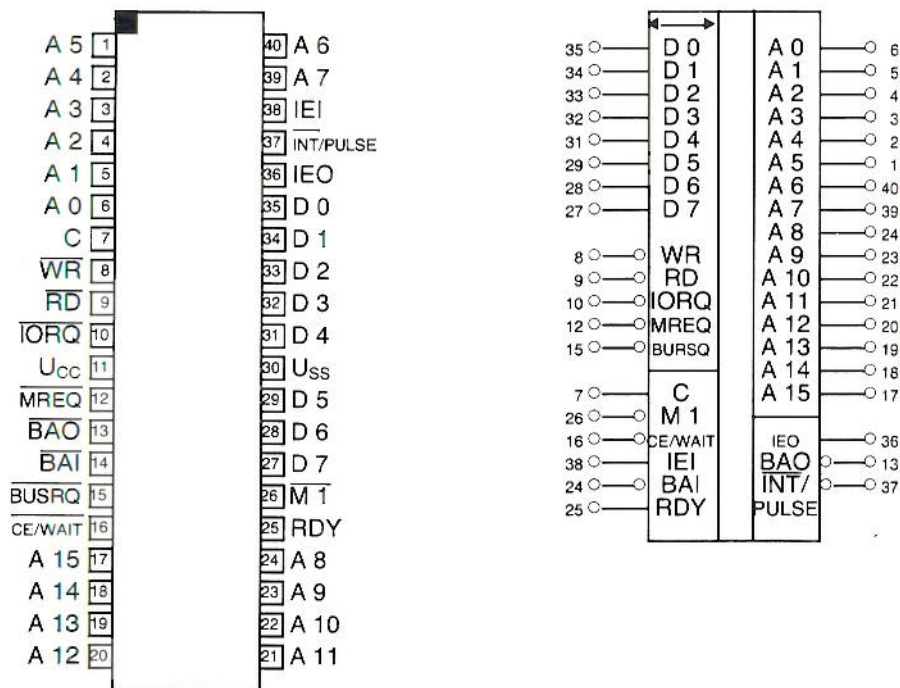 A 5 1 40 A 6
A 4 2 39 A 7
A 3 3 38 IEI
A 2 4 37 INT/PULSE
A 1 5 36 IEO
A 0 6 35 D 0
C 7 34 D 1
WR 8 33 D 2
RD 9 32 D 3
IORQ 10 31 D 4
UCC 11 30 USS
MREQ 12 29 D 5
BAO 13 28 D 6
BAI 14 27 D 7
BUSRQ 15 26 M 1
CE/WAIT 16 25 RDY
A 15 17 24 A 8
A 14 18 23 A 9
A 13 19 22 A 10
A 12 20 21 A 11
35 D 0 A 0 6
34 D 1 A 1 5
33 D 2 A 2 4
32 D 3 A 3 3
31 D 4 A 4 2
29 D 5 A 5 1
28 D 6 A 6 40
27 D 7 A 7 39
A 8 24
8 WR A 9 23
9 RD A 10 22
10 IORQ A 11 21
12 MREQ A 12 20
15 BURSQ A 13 19
A 14 18
7 C A 15 17
26 M 1
16 CE/WAIT IEO 36
38 IEI BAO 13
24 BAI INT/ 37
25 RDY PULSE